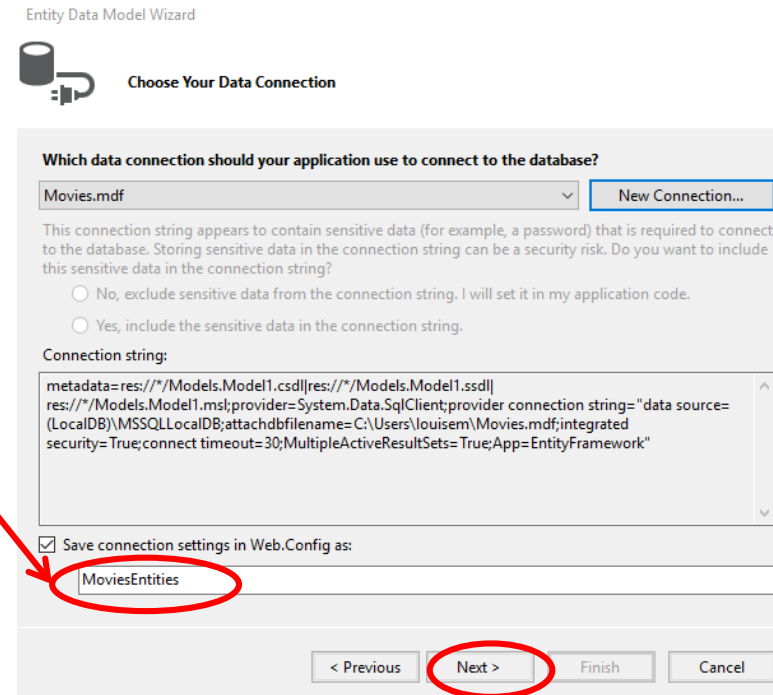 Entity Data Model Wizard
Choose Your Data Connection
Which data connection should your application use to connect to the database?
Movies.mdf
New Connection...
This connection string appears to contain sensitive data (for example, a password) that is required to connect
to the database. Storing sensitive data in the connection string can be a security risk. Do you want to include
this sensitive data in the connection string?
No, exclude sensitive data from the connection string. I will set it in my application code.
Yes, include the sensitive data in the connection string.
Connection string:
metadata=res://*/Models.Model1.csdl|res://*/Models.Model1.ssdl|
res://*/Models.Model1.msl;provider=System.Data.SqlClient;provider connection string="data source=
(LocalDB)\MSSQLLocalDB;attachdbfilename=C:\Users\louisem\Movies.mdf;integrated
security=True;connect timeout=30;MultipleActiveResultSets=True;App=EntityFramework"
Save connection settings in Web.Config as:
MoviesEntities
< Previous
Next >
Finish
Cancel